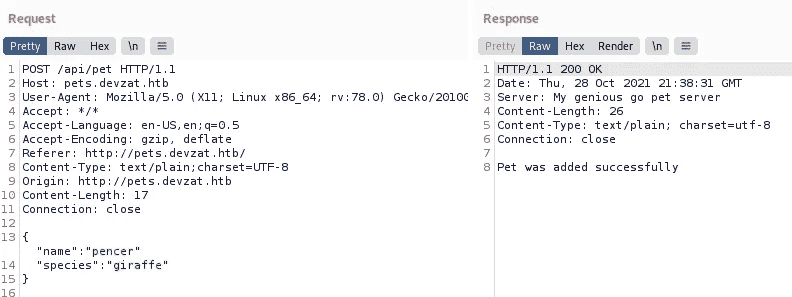 Request
Response
Pretty Raw Hex \n
Pretty Raw Hex Render \n
1 POST /api/pet HTTP/1.1
2 Host: pets.devzat.htb
3 User-Agent: Mozilla/5.0 (X11; Linux x86_64; rv:78.0) Gecko/20100
4 Accept: */*
5 Accept-Language: en-US,en;q=0.5
6 Accept-Encoding: gzip, deflate
7 Referer: http://pets.devzat.htb/
8 Content-Type: text/plain;charset=UTF-8
9 Origin: http://pets.devzat.htb
10 Content-Length: 17
11 Connection: close
12
13 {
"name":"pencer"
14 "species":"giraffe"
15 }
16
1 HTTP/1.1 200 OK
2 Date: Thu, 28 Oct 2021 21:38:31 GMT
3 Server: My genious go pet server
4 Content-Length: 26
5 Content-Type: text/plain; charset=utf-8
6 Connection: close
7
8 Pet was added successfully